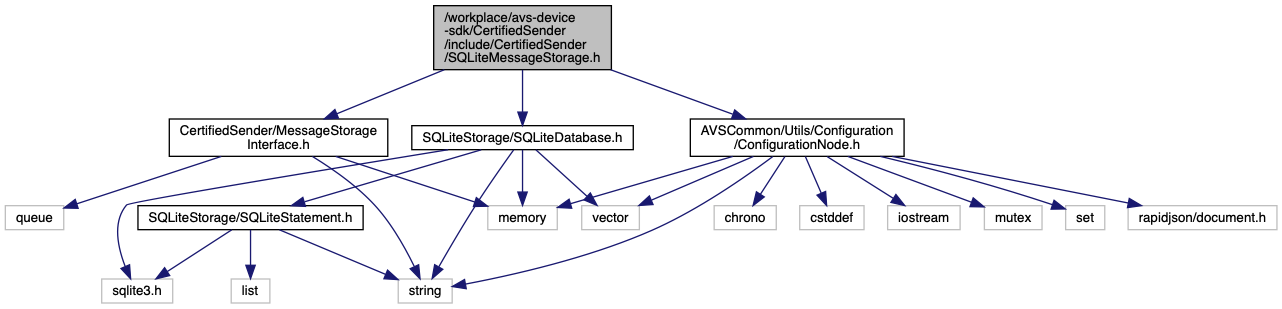 /workplace/avs-device
-sdk/CertifiedSender
/include/CertifiedSender
/SQLiteMessageStorage.h
CertifiedSender/MessageStorage
Interface.h
SQLiteStorage/SQLiteDatabase.h
AVSCommon/Utils/Configuration
/ConfigurationNode.h
queue
SQLiteStorage/SQLiteStatement.h
memory
vector
chrono
cstddef
iostream
mutex
set
rapidjson/document.h
sqlite3.h
list
string